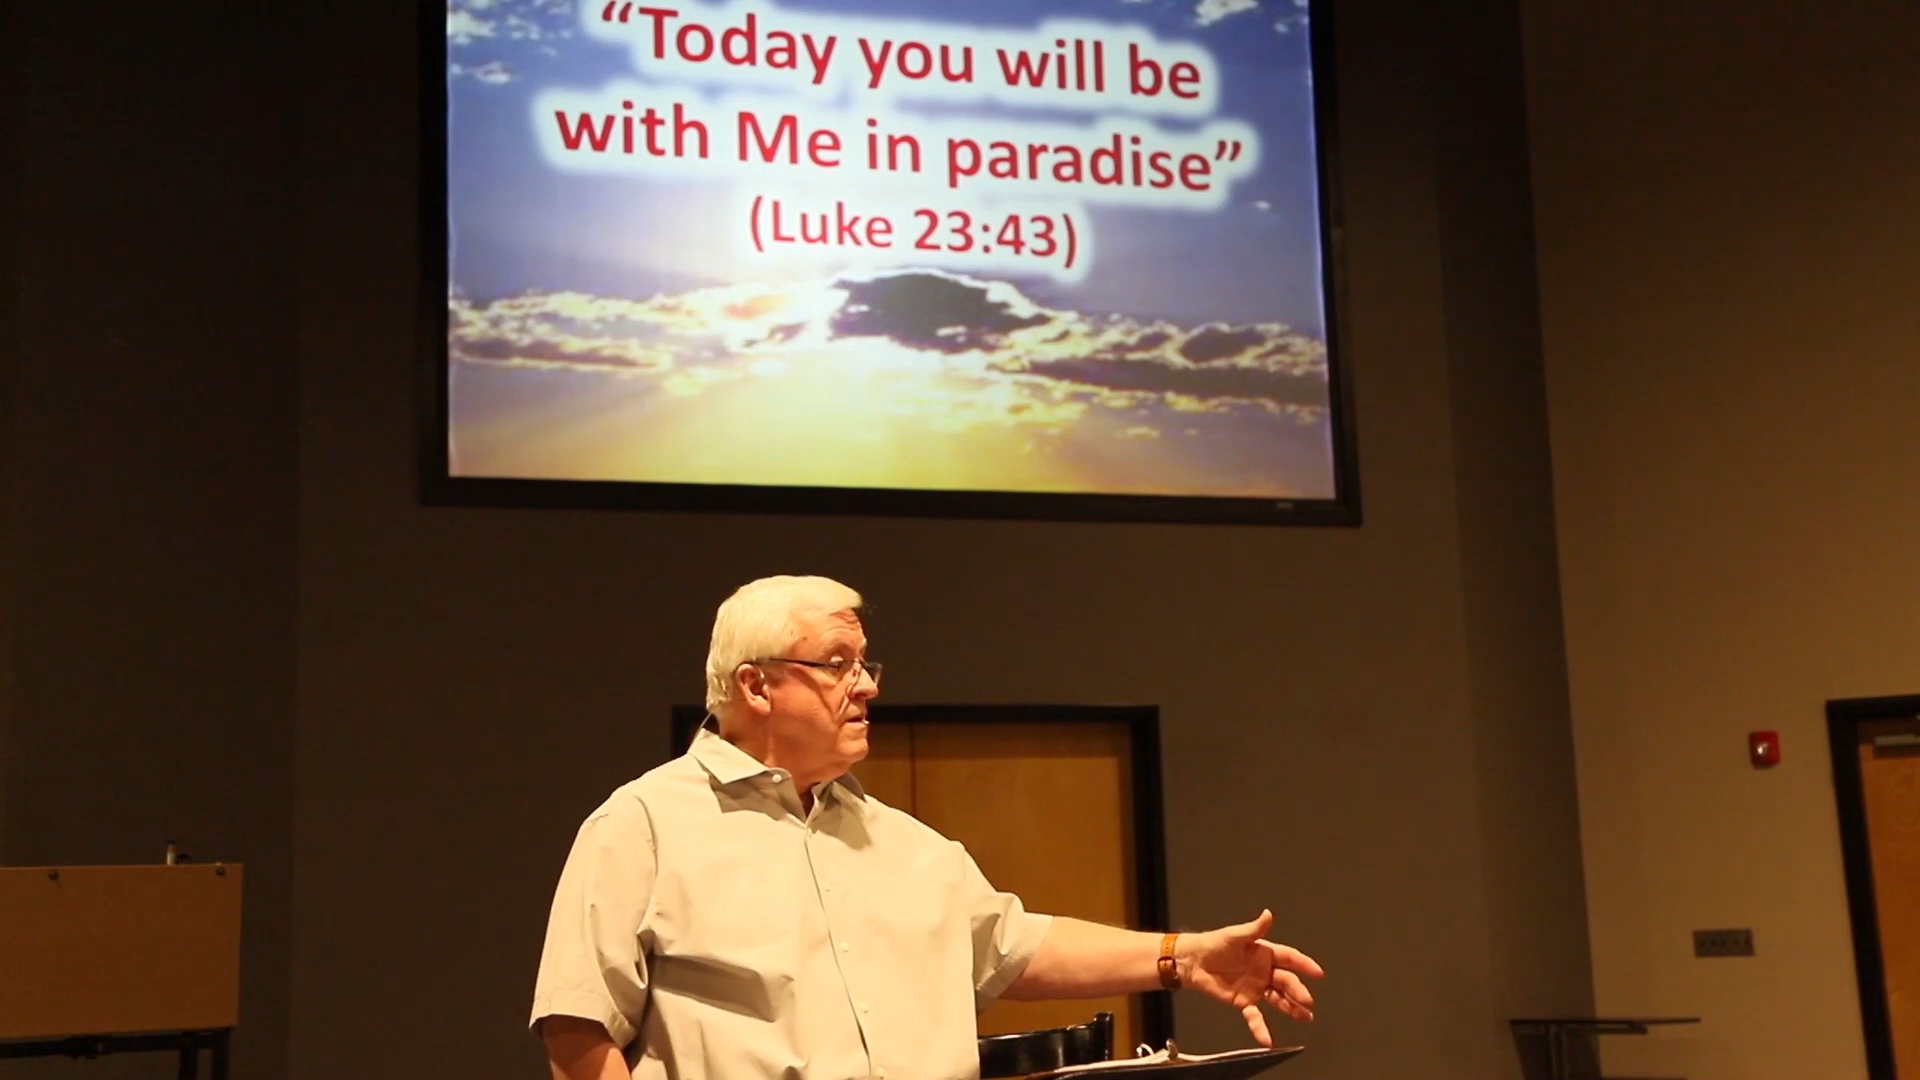 “Today you will be
with Me in paradise”
(Luke 23:43)